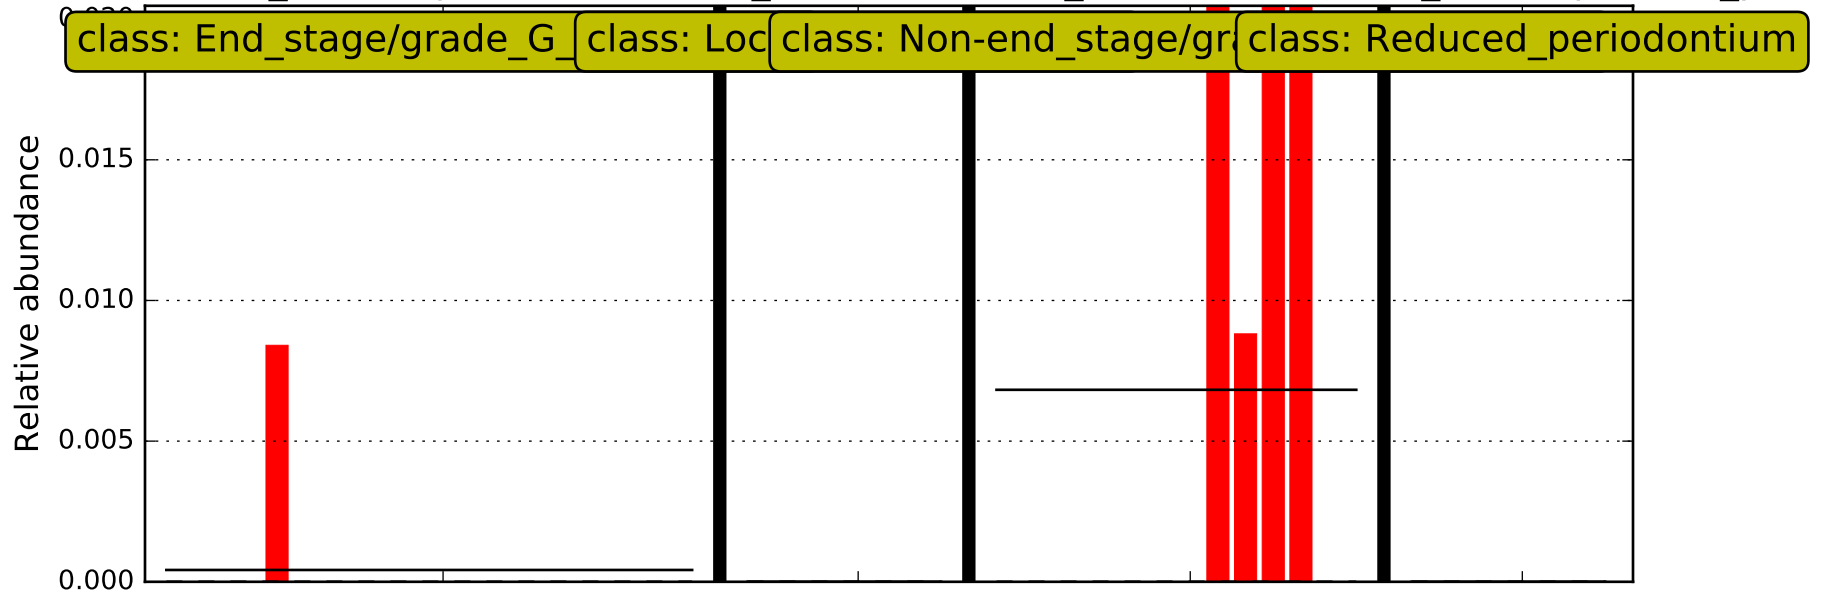 class: End_stage/grade_G_ class: Loc class: Non-end_stage/gr class: Reduced_periodontium
0.015
0.010
0.005
0.000
Relative abundance